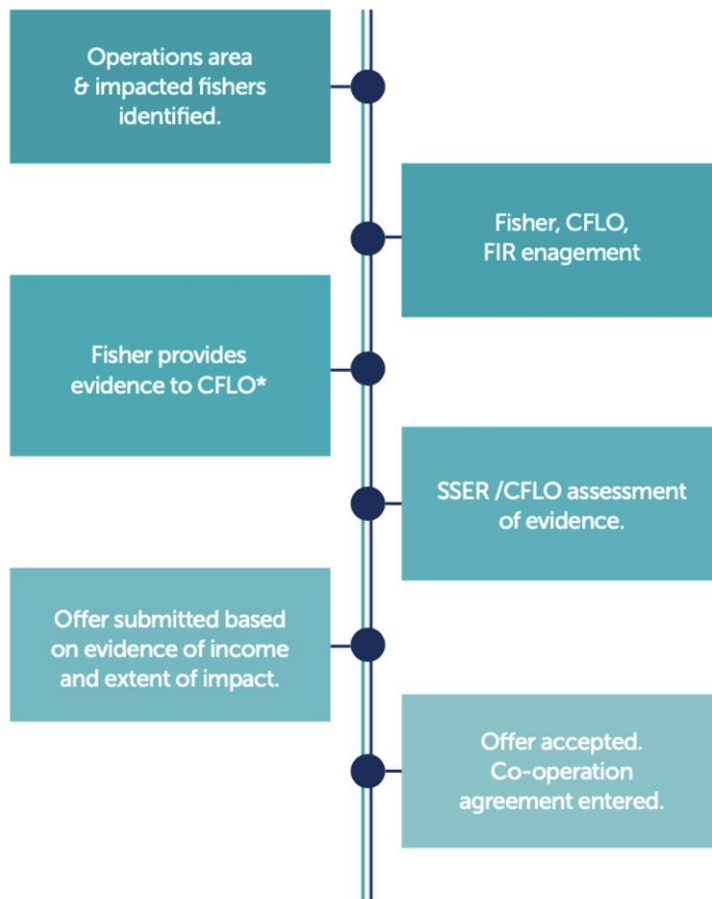 Operations area
& impacted fishers
identified.
Fisher, CFLO,
FIR enagement
Fisher provides
evidence to CFLO*
SSER /CFLO assessment
of evidence.
Offer submitted based
on evidence of income
and extent of impact.
Offer accepted.
Co-operation
agreement entered.